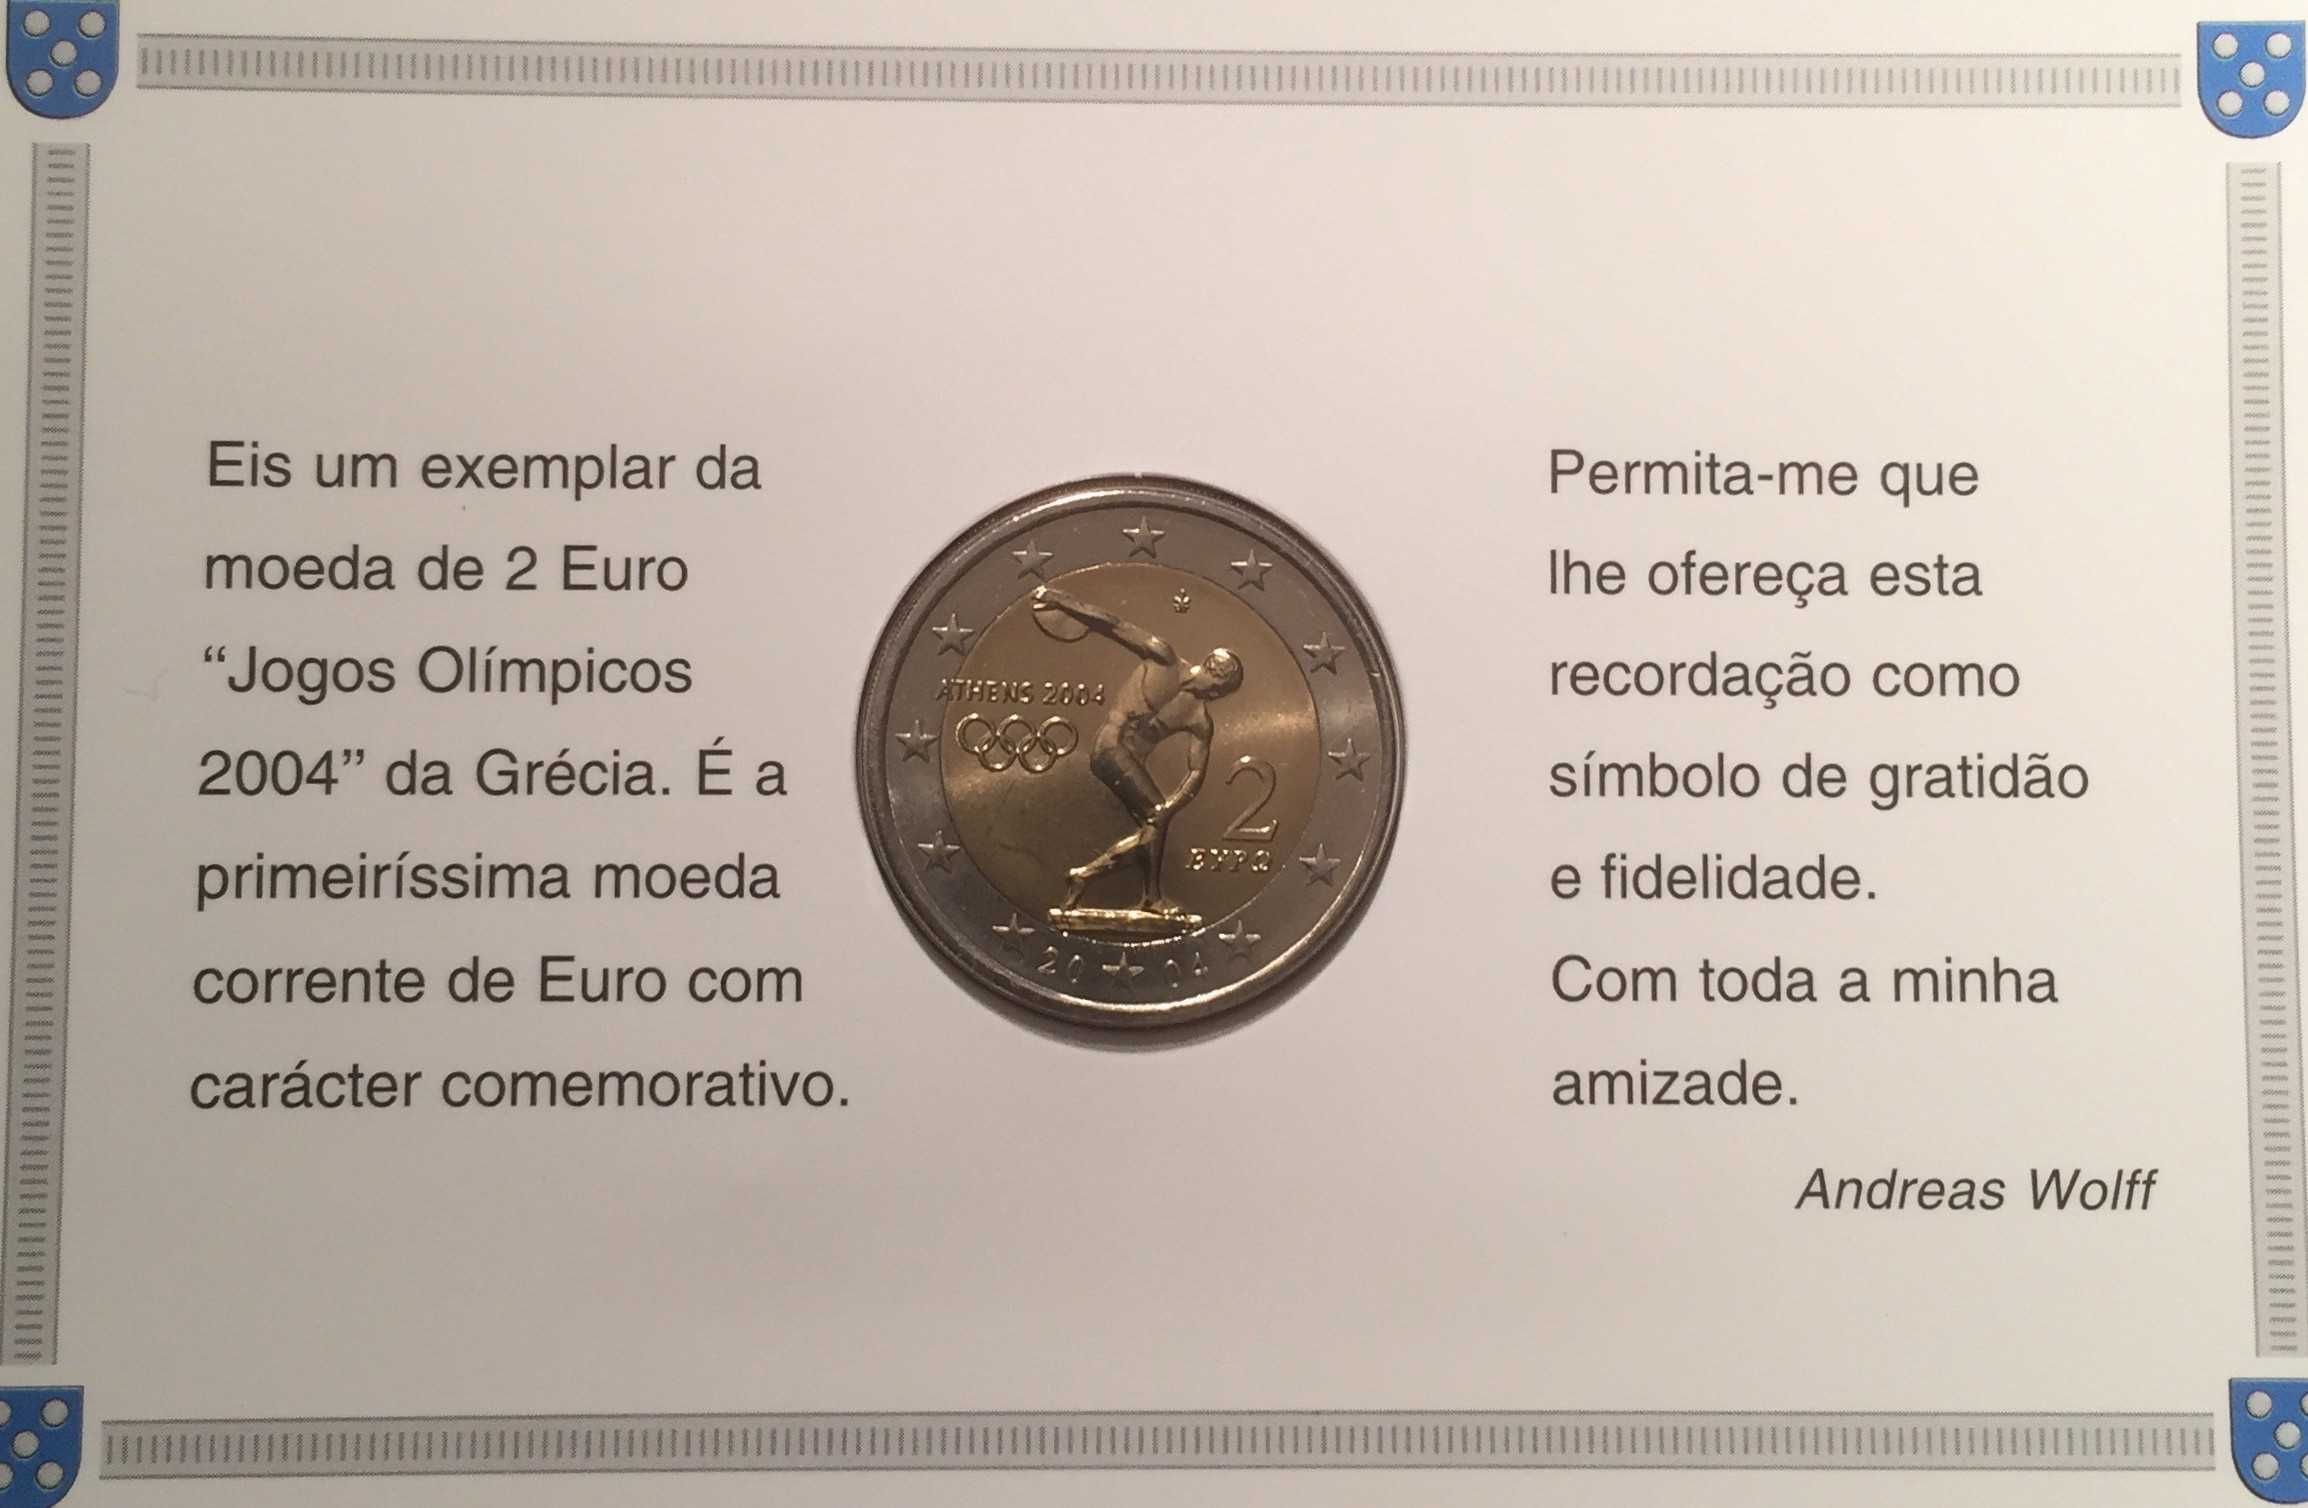 Eis um exemplar da
moeda de 2 Euro
“Jogos Olímpicos
2004” da Grécia. É a
primeiríssima moeda
corrente de Euro com
carácter comemorativo.
ATHENS 2004
2
ΕΥΡΩ
20 04
Permita-me que
lhe ofereça esta
recordação como
símbolo de gratidão
e fidelidade.
Com toda a minha
amizade.
Andreas Wolff